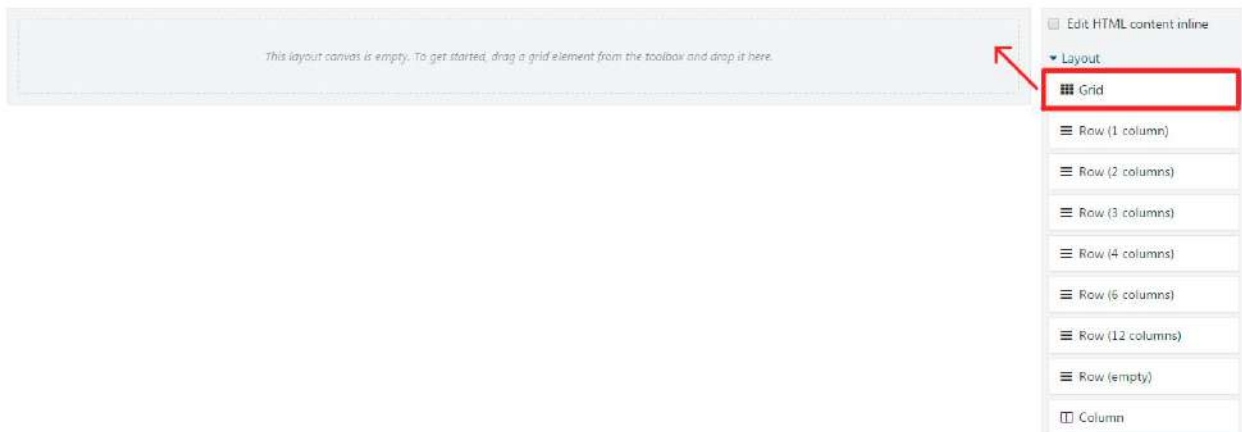 This layout canvas is empty. To get started, drag a grid element from the toolbox and drop it here.
Edit HTML content inline
Layout
Grid
Row (1 column)
Row (2 columns)
Row (3 columns)
Row (4 columns)
Row (6 columns)
Row (12 columns)
Row (empty)
Column